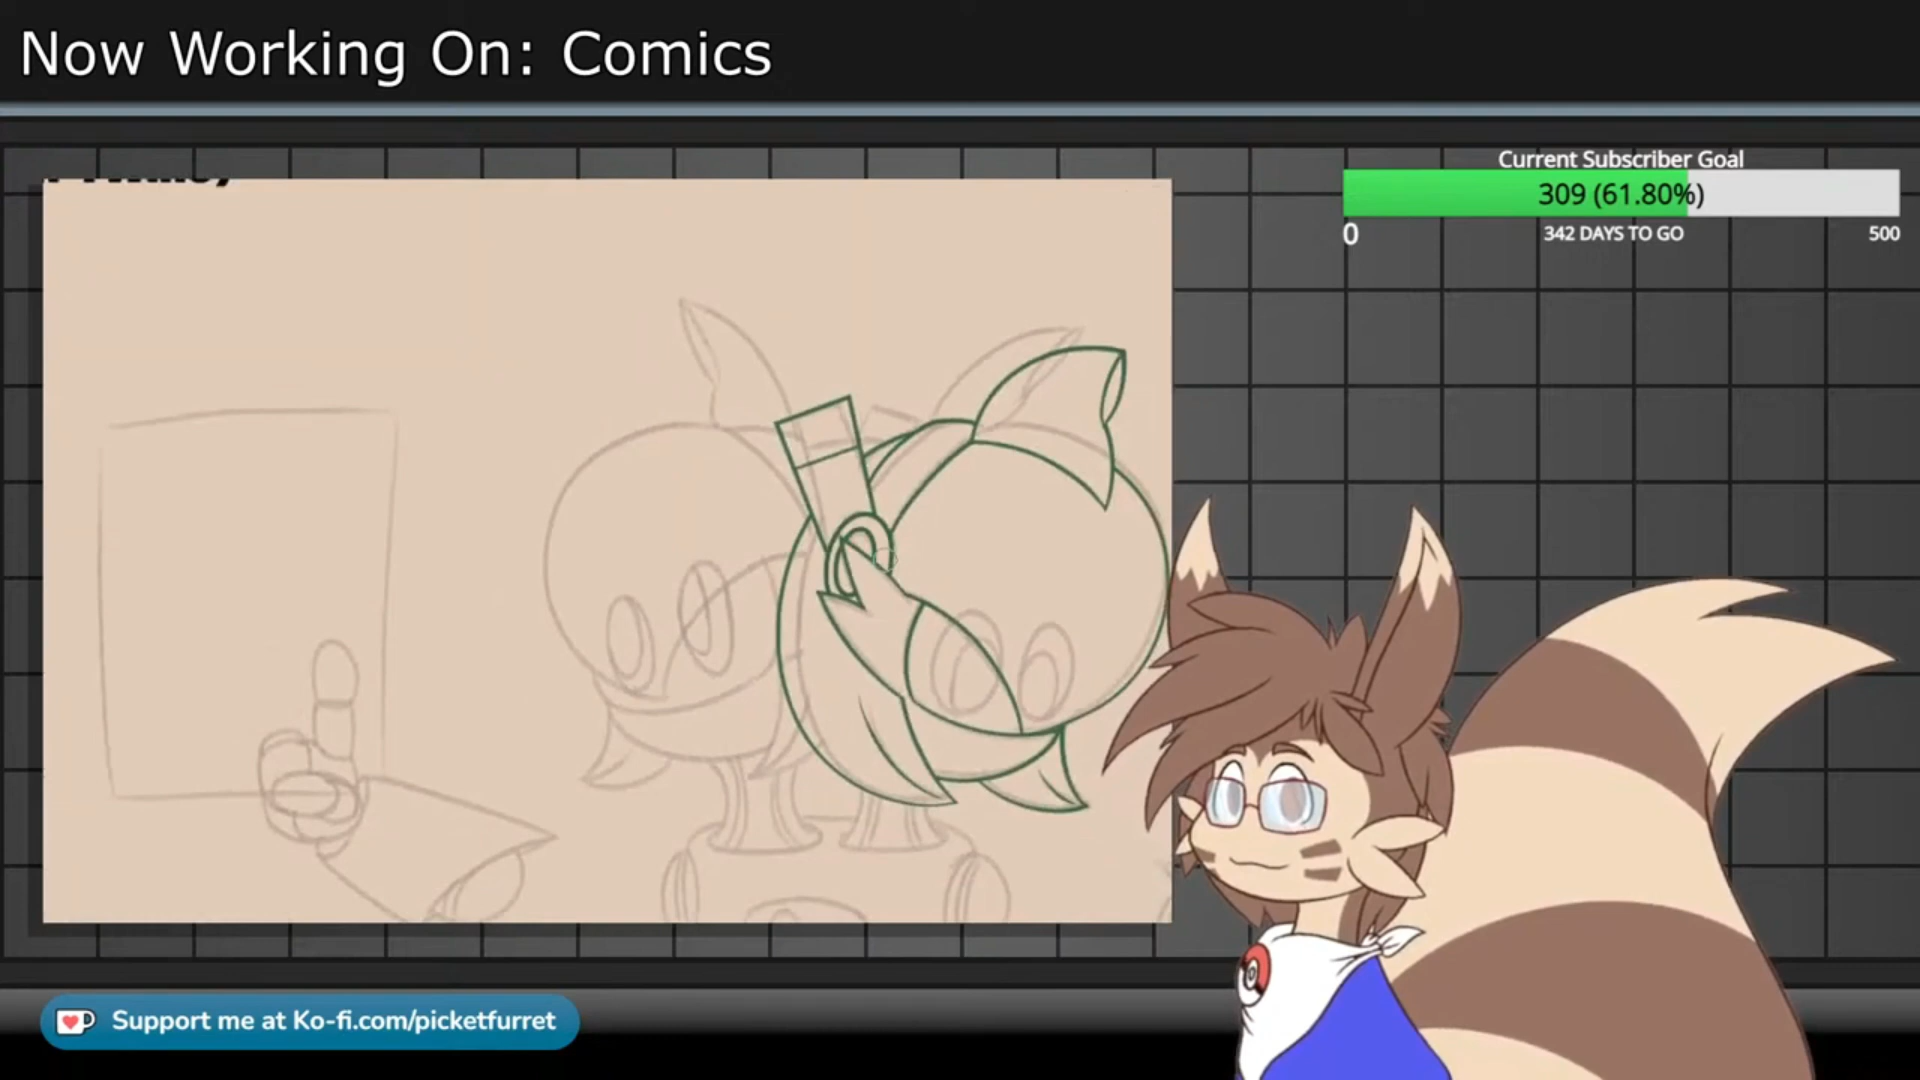 Now Working On: Comics
Current Subscriber Goal
309 (61.80%)
0
342 DAYS TO GO
500
Support me at Ko-fi.com/picketfurret